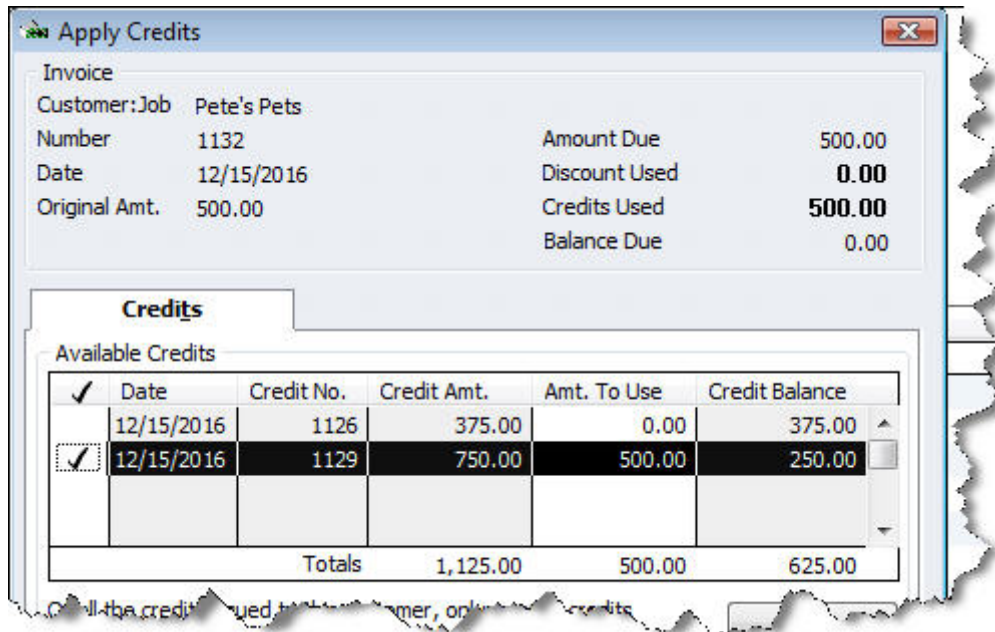 Apply Credits
Invoice
Customer:Job Pete's Pets
Number 1132 Amount Due 500.00
Date 12/15/2016 Discount Used 0.00
Original Amt. 500.00 Credits Used 500.00
Balance Due 0.00
Credits
Available Credits
✓ Date Credit No. Credit Amt. Amt. To Use Credit Balance
12/15/2016 1126 375.00 0.00 375.00
✓ 12/15/2016 1129 750.00 500.00 250.00
Totals 1,125.00 500.00 625.00
the credit